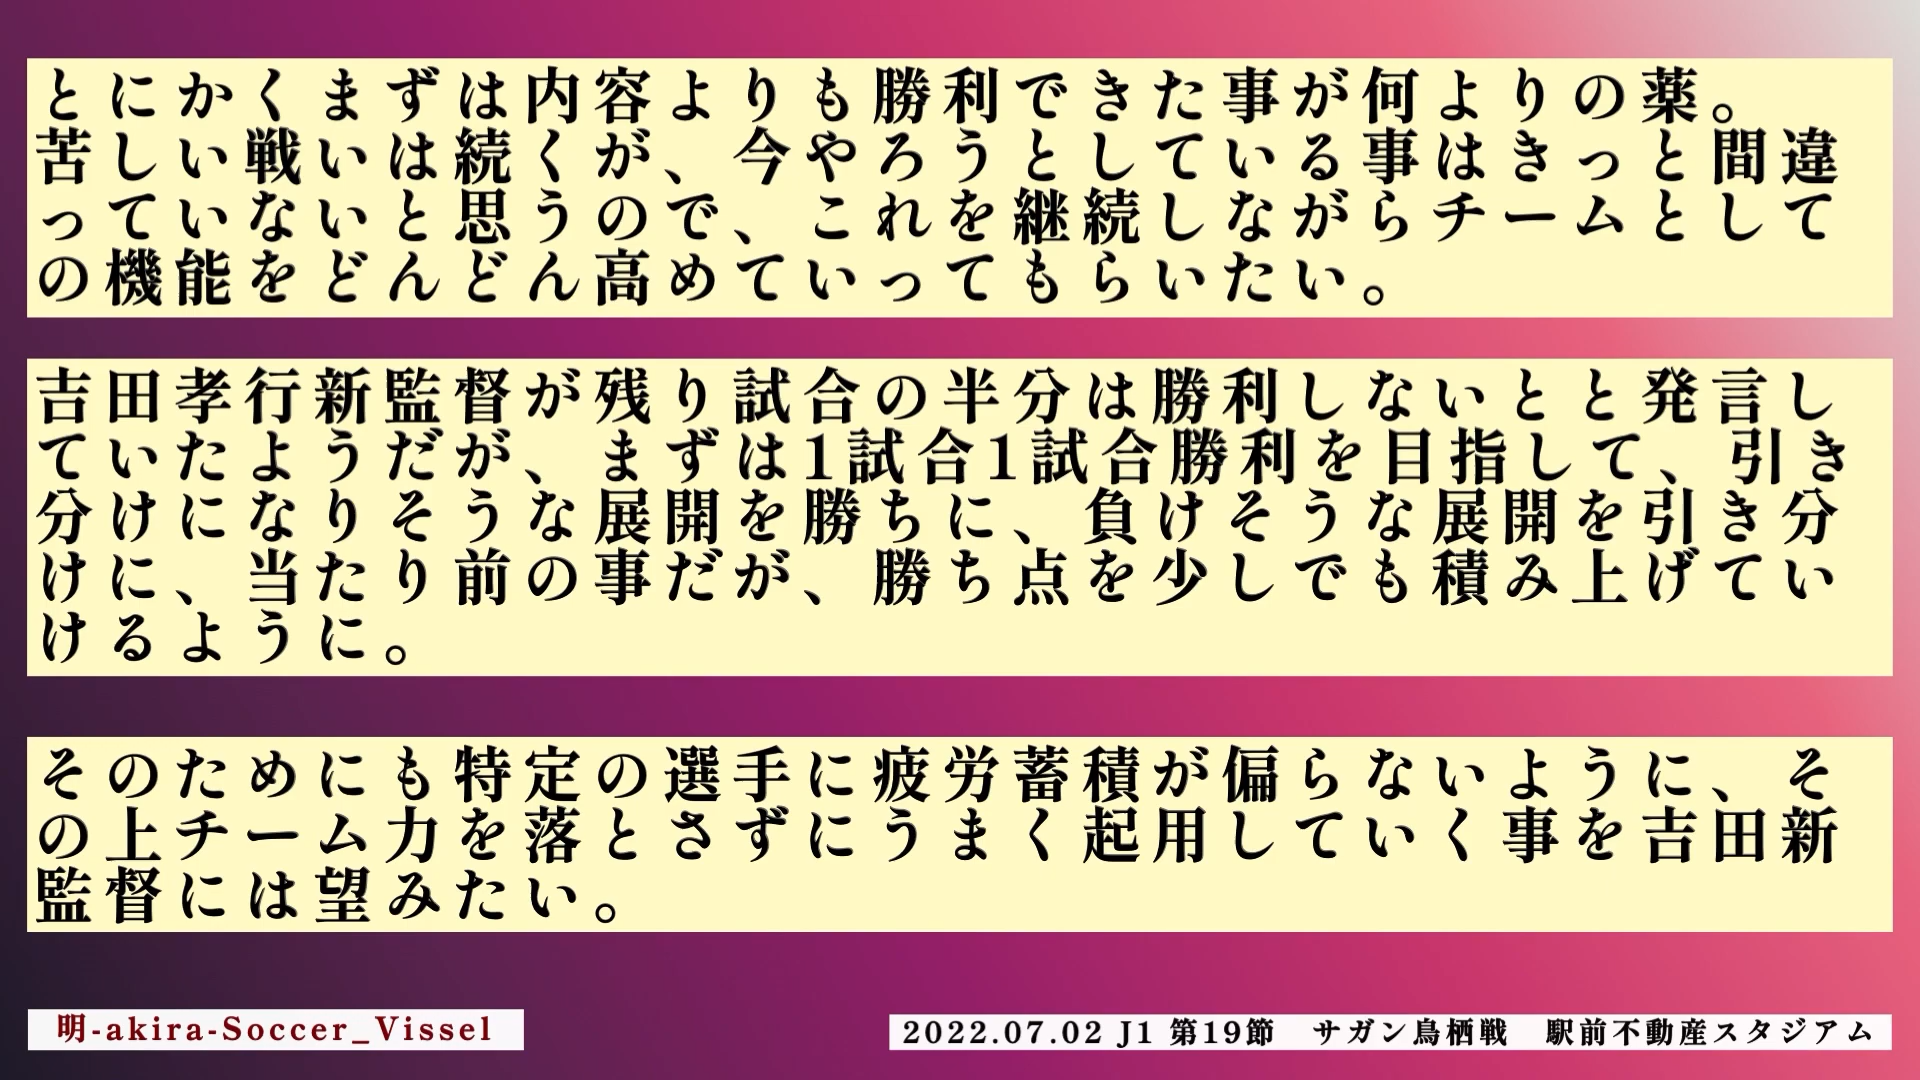 とにかくまずは内容よりも勝利できた事が何よりの薬。
苦しい戦いは続くが、今やろうとしている事はきっと間違
っていないと思うので、これを継続しながらチームとして
の機能をどんどん高めていってもらいたい。
吉田孝行新監督が残り試合の半分は勝利しないとと発言し
ていたようだが、まずは1試合1試合勝利を目指して、引き
分けになりそうな展開を勝ちに、負けそうな展開を引き分
けに、当たり前の事だが、勝ち点を少しでも積み上げてい
けるように。
そのためにも特定の選手に疲労蓄積が偏らないように、そ
の上チーム力を落とさずにうまく起用していく事を吉田新
監督には望みたい。
明-akira-Soccer_Vissel
2022.07.02 J1 第19節　サガン鳥栖戦　駅前不動産スタジアム